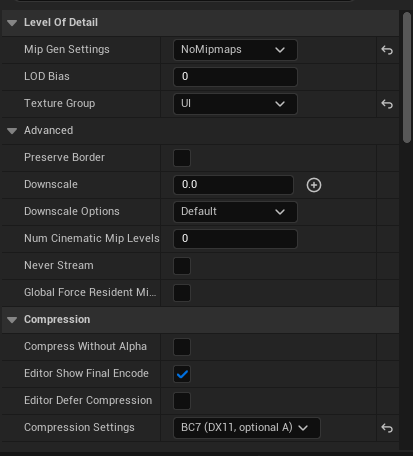 Level Of Detail
Mip Gen Settings NoMipmaps
LOD Bias 0
Texture Group UI
Advanced
Preserve Border
Downscale 0.0
Downscale Options Default
Num Cinematic Mip Levels 0
Never Stream
Global Force Resident Mi...
Compression
Compress Without Alpha
Editor Show Final Encode
Editor Defer Compression
Compression Settings BC7 (DX11, optional A)